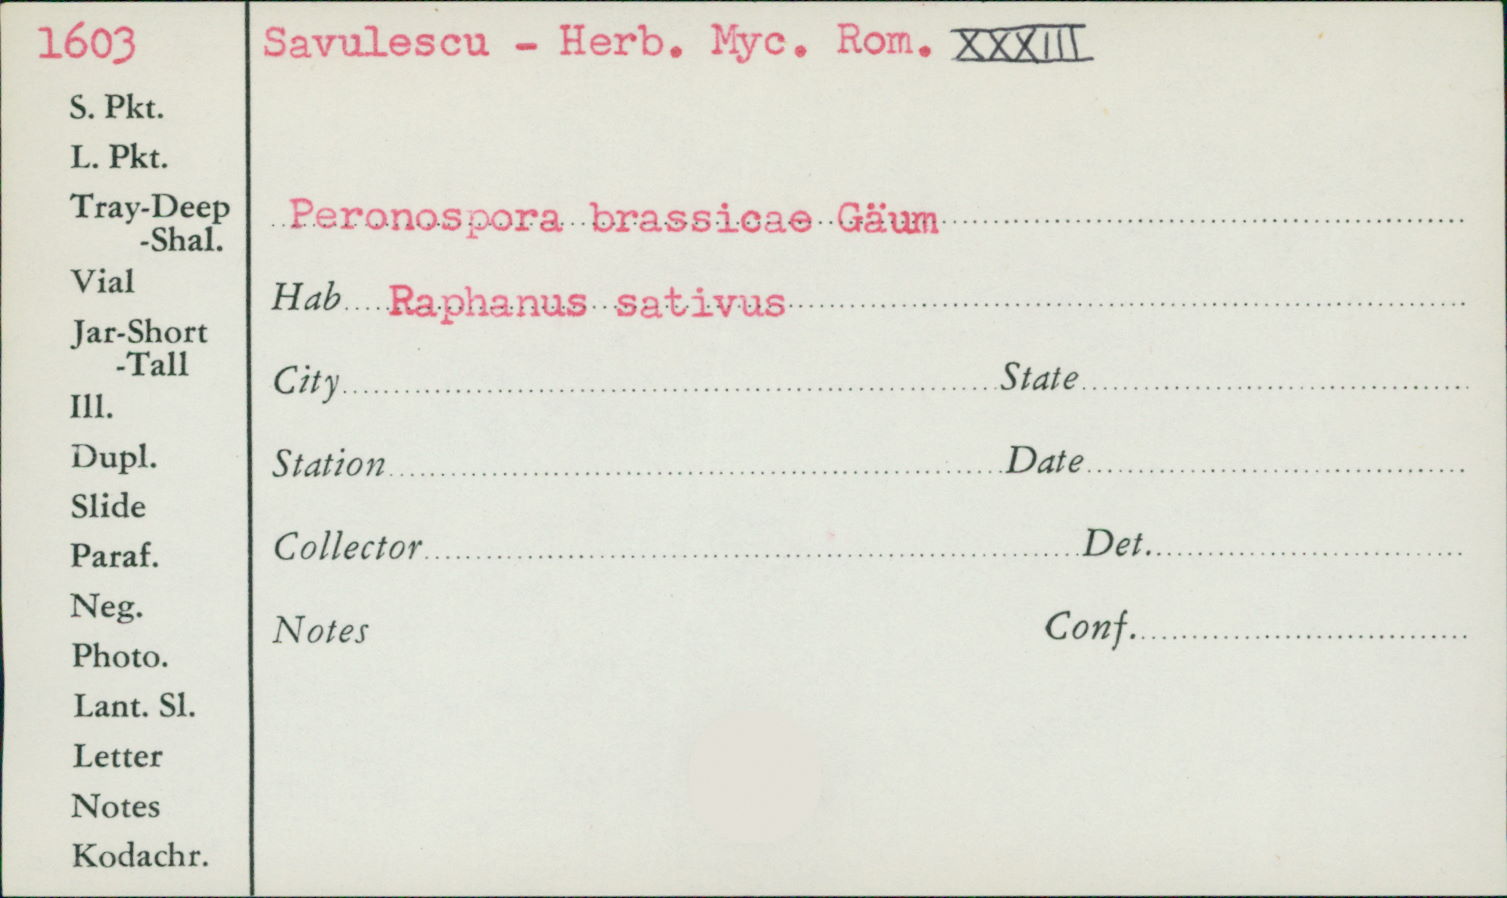 1603
Savulescu - Herb. Myc. Rom. XXXIII
S. Pkt.
L. Pkt.
Tray-Deep
-Shal.
Vial
Jar-Short
-Tall
Ill.
Dupl.
Slide
Paraf.
Neg.
Photo.
Lant. Sl.
Letter
Notes
Kodachr.
Peronospora brassicae Gäum
Hab Raphanus sativus
City State
Station Date
Collector Det.
Notes Conf.